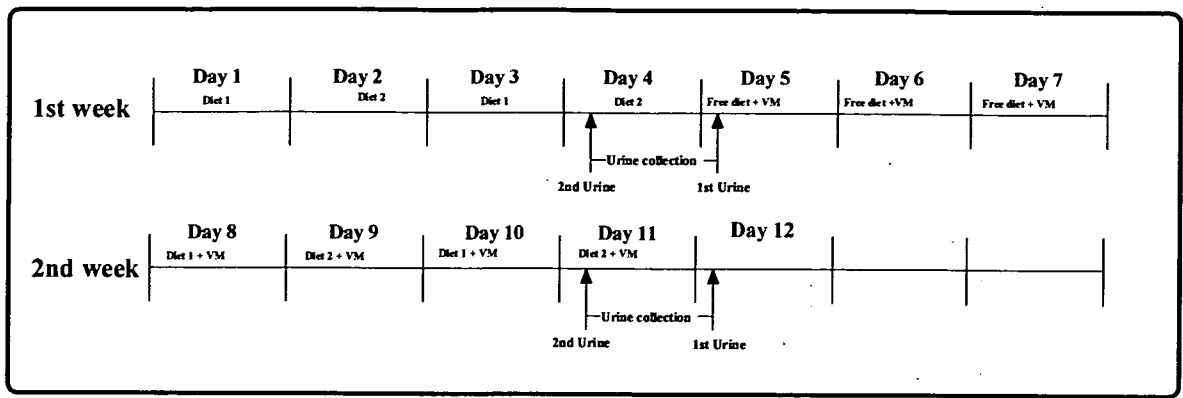 Day 1 Day 2 Day 3 Day 4 Day 5 Day 6 Day 7
Diet 1 Diet 2 Diet 1 Diet 2 Free diet + VM Free diet +VM Free diet + VM
1st week
Urine collection
2nd Urine 1st Urine
Day 8 Day 9 Day 10 Day 11 Day 12
Diet 1 + VM Diet 2 + VM Diet 1 + VM Diet 2 + VM
2nd week
Urine collection
2nd Urine 1st Urine